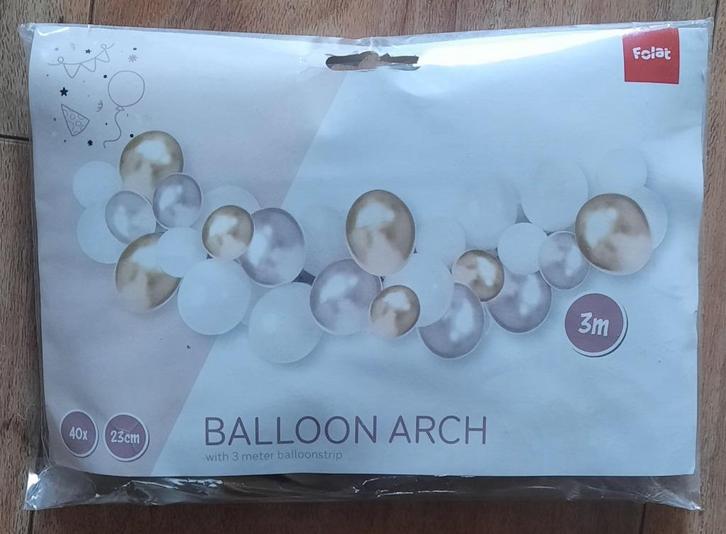 Folat
3m
40x
23cm
BALLOON ARCH
with 3 meter balloonstrip